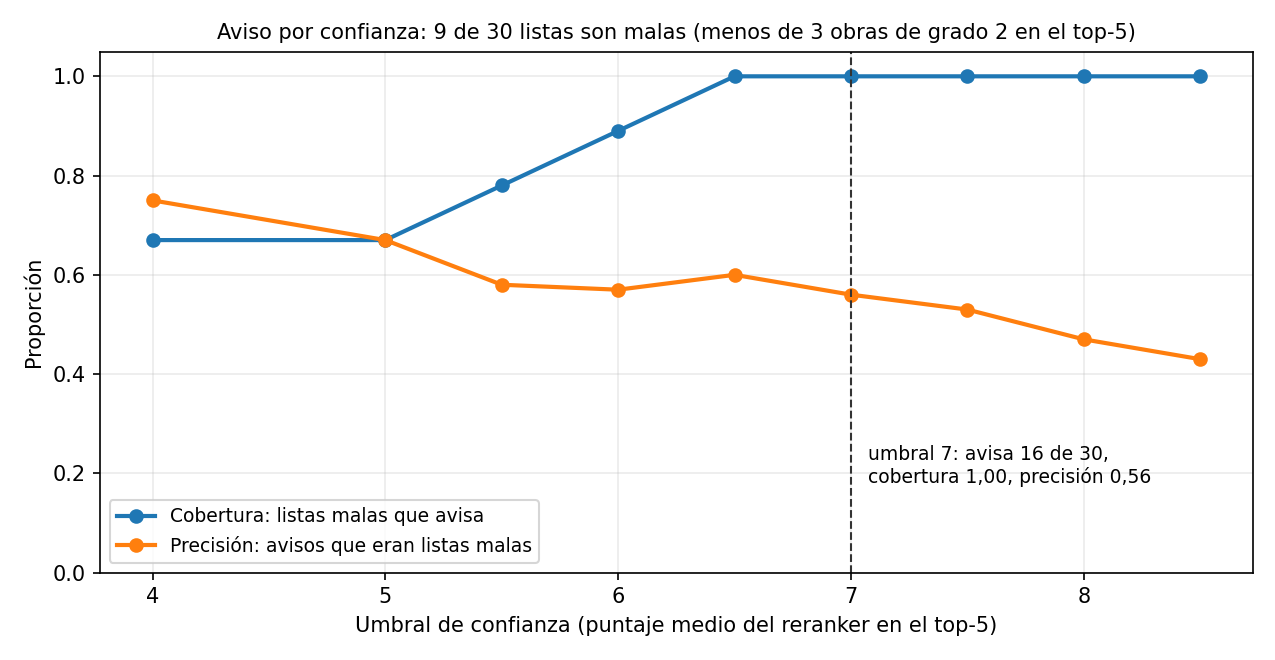 Aviso por confianza: 9 de 30 listas son malas (menos de 3 obras de grado 2 en el top-5)
1.0
0.8
0.6
0.4
0.2
0.0
Proporción
umbral 7: avisa 16 de 30,
cobertura 1,00, precisión 0,56
Cobertura: listas malas que avisa
Precisión: avisos que eran listas malas
4 5 6 7 8
Umbral de confianza (puntaje medio del reranker en el top-5)